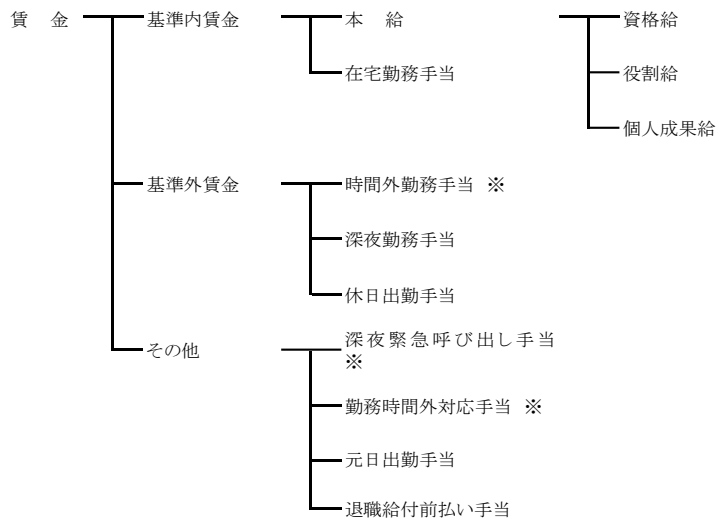 賃　金 基準内賃金 本　給 資格給
在宅勤務手当 役割給
個人成果給
基準外賃金 時間外勤務手当 ※
深夜勤務手当
休日出勤手当
その他 深夜緊急呼び出し手当
※
勤務時間外対応手当 ※
元日出勤手当
退職給付前払い手当